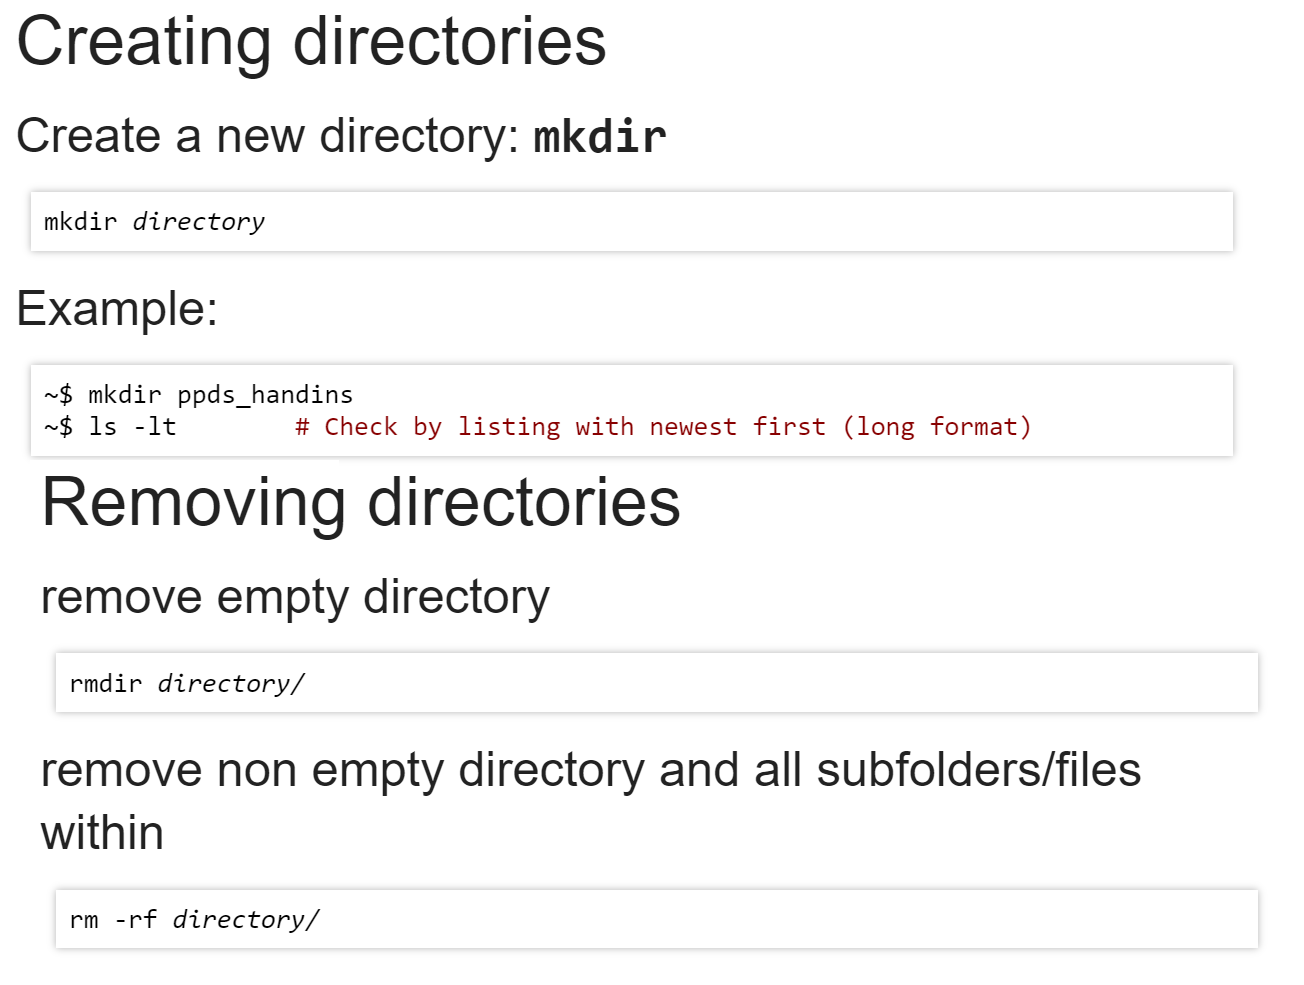 Creating directories
Create a new directory: mkdir
mkdir directory
Example:
~$ mkdir ppds_handins
~$ ls -lt        # Check by listing with newest first (long format)
Removing directories
remove empty directory
rmdir directory/
remove non empty directory and all subfolders/files
within
rm -rf directory/